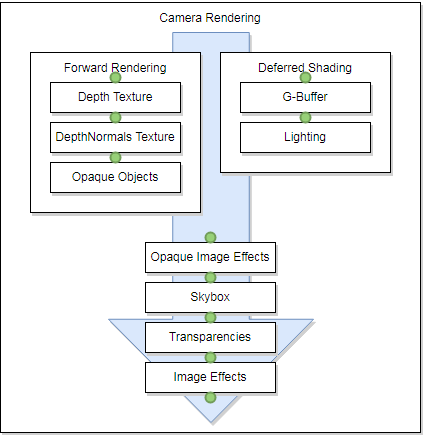 Camera Rendering
Forward Rendering
Depth Texture
DepthNormals Texture
Opaque Objects
Deferred Shading
G-Buffer
Lighting
Opaque Image Effects
Skybox
Transparencies
Image Effects